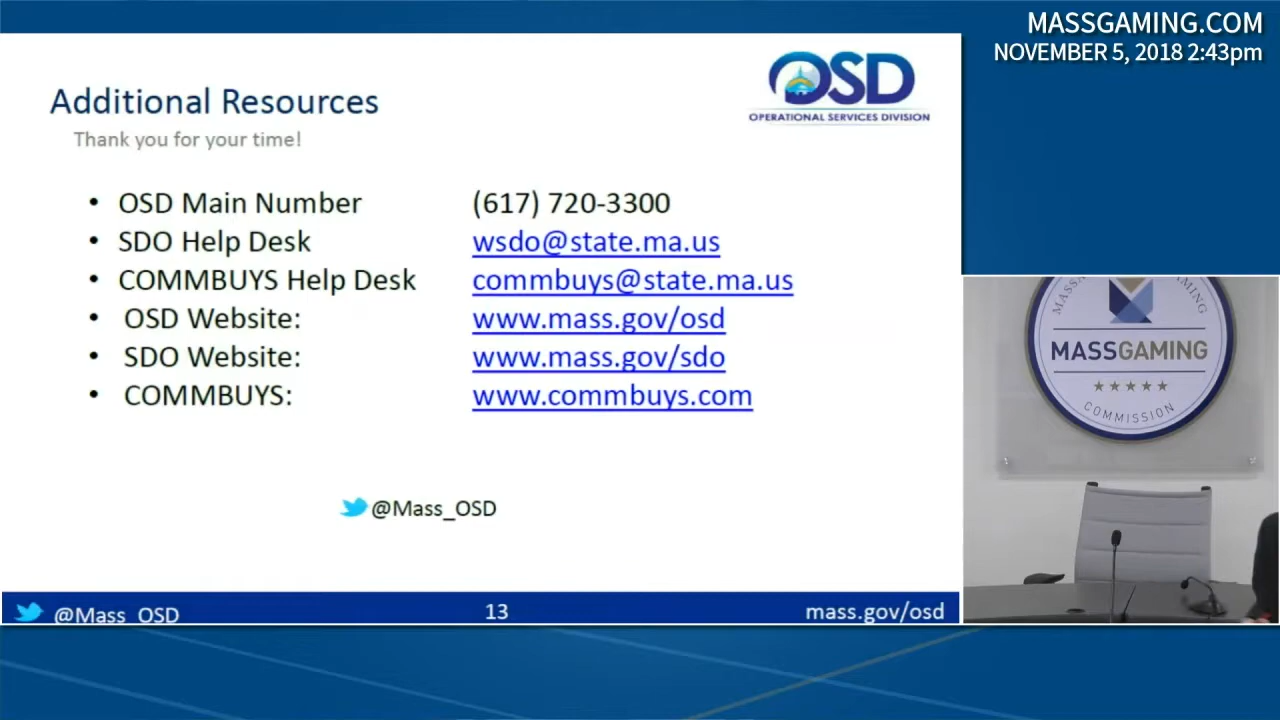 MASSGAMING.COM
NOVEMBER 5, 2018 2:43pm
OSD
OPERATIONAL SERVICES DIVISION
Additional Resources
Thank you for your time!
• OSD Main Number (617) 720-3300
• SDO Help Desk wsdo@state.ma.us
• COMMBUYS Help Desk commbuys@state.ma.us
• OSD Website: www.mass.gov/osd
• SDO Website: www.mass.gov/sdo
• COMMBUYS: www.commbuys.com
@Mass_OSD
@Mass_OSD 13 mass.gov/osd
MASSGAMING
COMMISSION